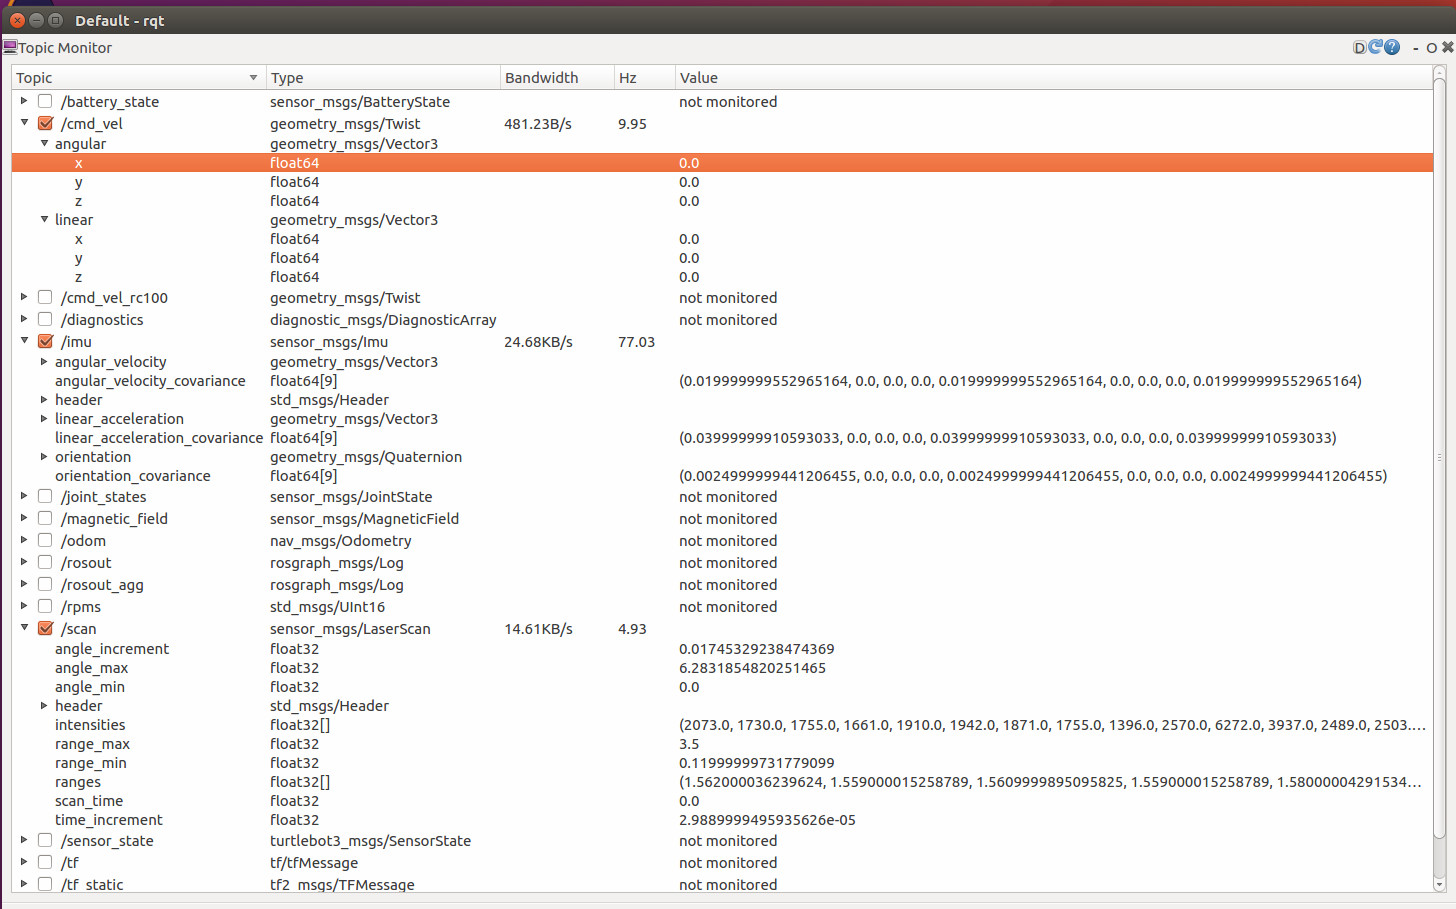 Default - rqt
Topic Monitor D ? - O
Topic Type Bandwidth Hz Value
/battery_state sensor_msgs/BatteryState not monitored
/cmd_vel geometry_msgs/Twist 481.23B/s 9.95
angular geometry_msgs/Vector3
x float64 0.0
y float64 0.0
z float64 0.0
linear geometry_msgs/Vector3
x float64 0.0
y float64 0.0
z float64 0.0
/cmd_vel_rc100 geometry_msgs/Twist not monitored
/diagnostics diagnostic_msgs/DiagnosticArray not monitored
/imu sensor_msgs/Imu 24.68KB/s 77.03
angular_velocity geometry_msgs/Vector3
angular_velocity_covariance float64[9] (0.019999999552965164, 0.0, 0.0, 0.0, 0.019999999552965164, 0.0, 0.0, 0.0, 0.019999999552965164)
header std_msgs/Header
linear_acceleration geometry_msgs/Vector3
linear_acceleration_covariance float64[9] (0.03999999910593033, 0.0, 0.0, 0.0, 0.03999999910593033, 0.0, 0.0, 0.0, 0.03999999910593033)
orientation geometry_msgs/Quaternion
orientation_covariance float64[9] (0.0024999999441206455, 0.0, 0.0, 0.0, 0.0024999999441206455, 0.0, 0.0, 0.0, 0.0024999999441206455)
/joint_states sensor_msgs/JointState not monitored
/magnetic_field sensor_msgs/MagneticField not monitored
/odom nav_msgs/Odometry not monitored
/rosout rosgraph_msgs/Log not monitored
/rosout_agg rosgraph_msgs/Log not monitored
/rpms std_msgs/UInt16 not monitored
/scan sensor_msgs/LaserScan 14.61KB/s 4.93
angle_increment float32 0.01745329238474369
angle_max float32 6.2831854820251465
angle_min float32 0.0
header std_msgs/Header
intensities float32[] (2073.0, 1730.0, 1755.0, 1661.0, 1910.0, 1942.0, 1871.0, 1755.0, 1396.0, 2570.0, 6272.0, 3937.0, 2489.0, 2503....
range_max float32 3.5
range_min float32 0.11999999731779099
ranges float32[] (1.562000036239624, 1.559000015258789, 1.5609999895095825, 1.559000015258789, 1.58000004291534...
scan_time float32 0.0
time_increment float32 2.9889999495935626e-05
/sensor_state turtlebot3_msgs/SensorState not monitored
/tf tf/tfMessage not monitored
/tf_static tf2_msgs/TFMessage not monitored